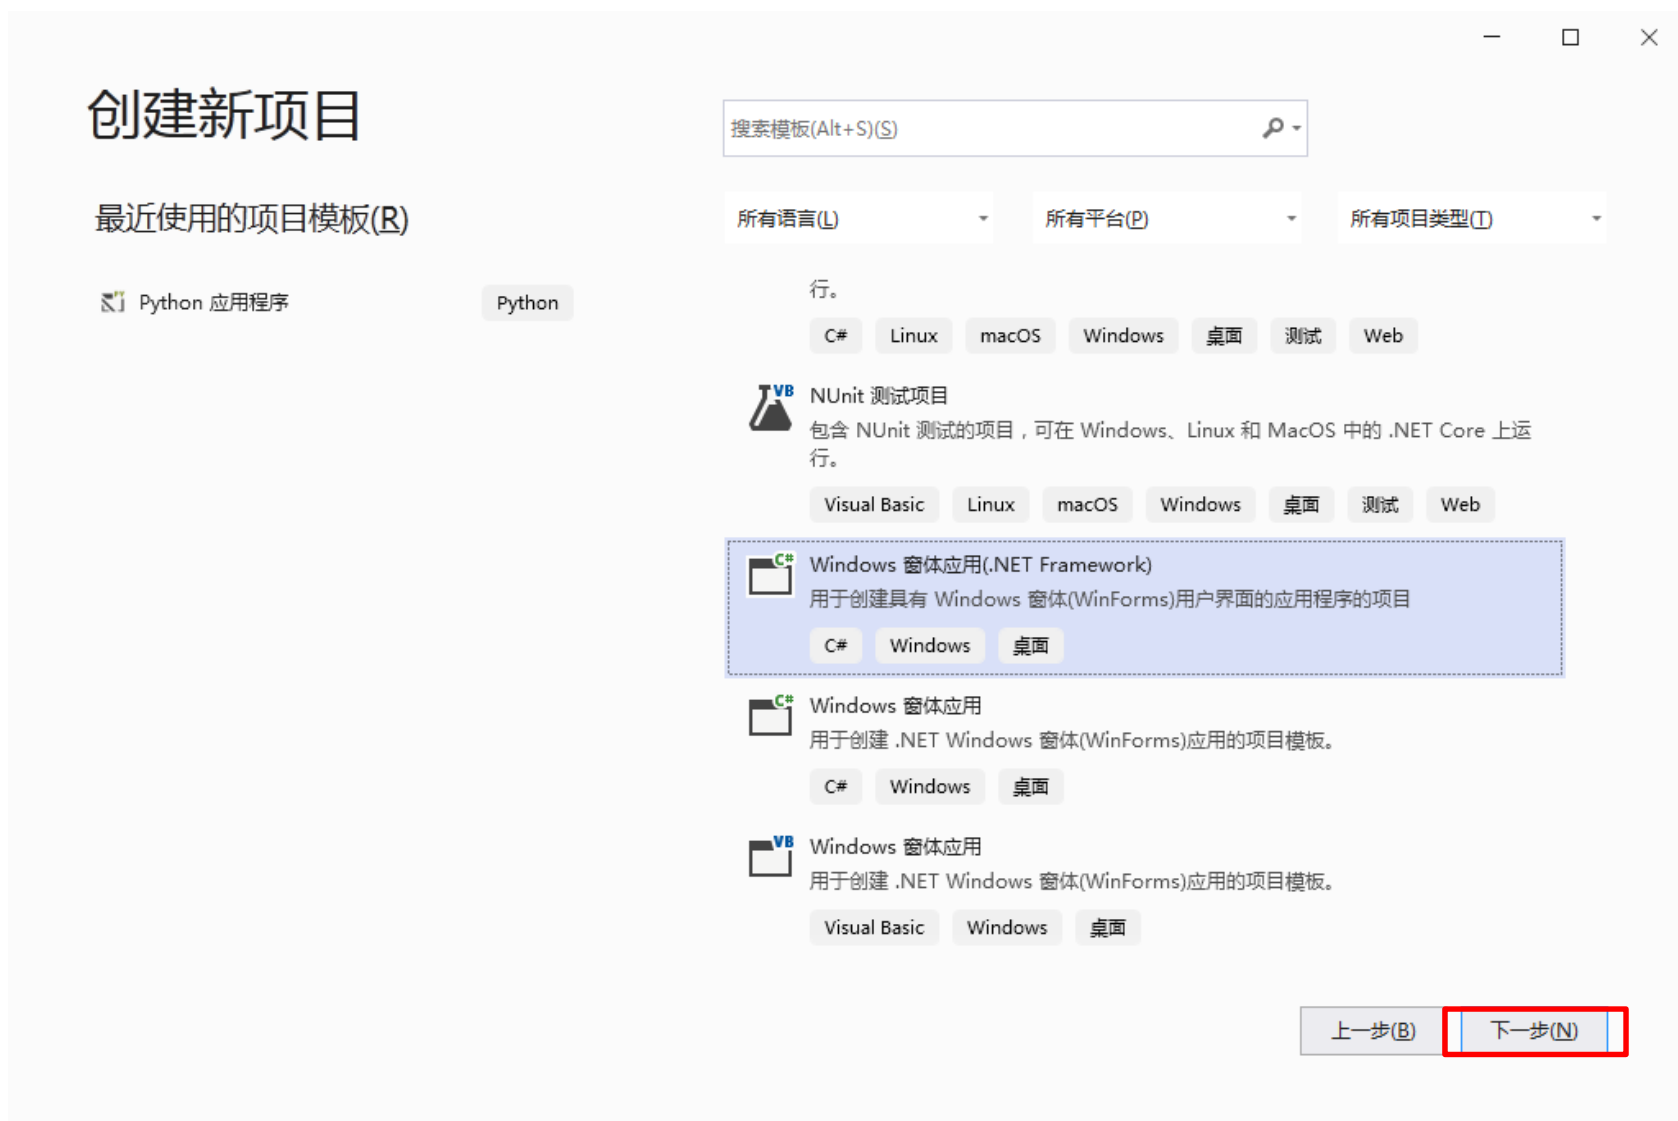 创建新项目
搜索模板(Alt+S)(S)
最近使用的项目模板(R)
所有语言(L) 所有平台(P) 所有项目类型(T)
Python 应用程序 Python
行。
C# Linux macOS Windows 桌面 测试 Web
VB NUnit 测试项目
包含 NUnit 测试的项目，可在 Windows、Linux 和 MacOS 中的 .NET Core 上运
行。
Visual Basic Linux macOS Windows 桌面 测试 Web
C# Windows 窗体应用(.NET Framework)
用于创建具有 Windows 窗体(WinForms)用户界面的应用程序的项目
C# Windows 桌面
C# Windows 窗体应用
用于创建 .NET Windows 窗体(WinForms)应用的项目模板。
C# Windows 桌面
VB Windows 窗体应用
用于创建 .NET Windows 窗体(WinForms)应用的项目模板。
Visual Basic Windows 桌面
上一步(B) 下一步(N)